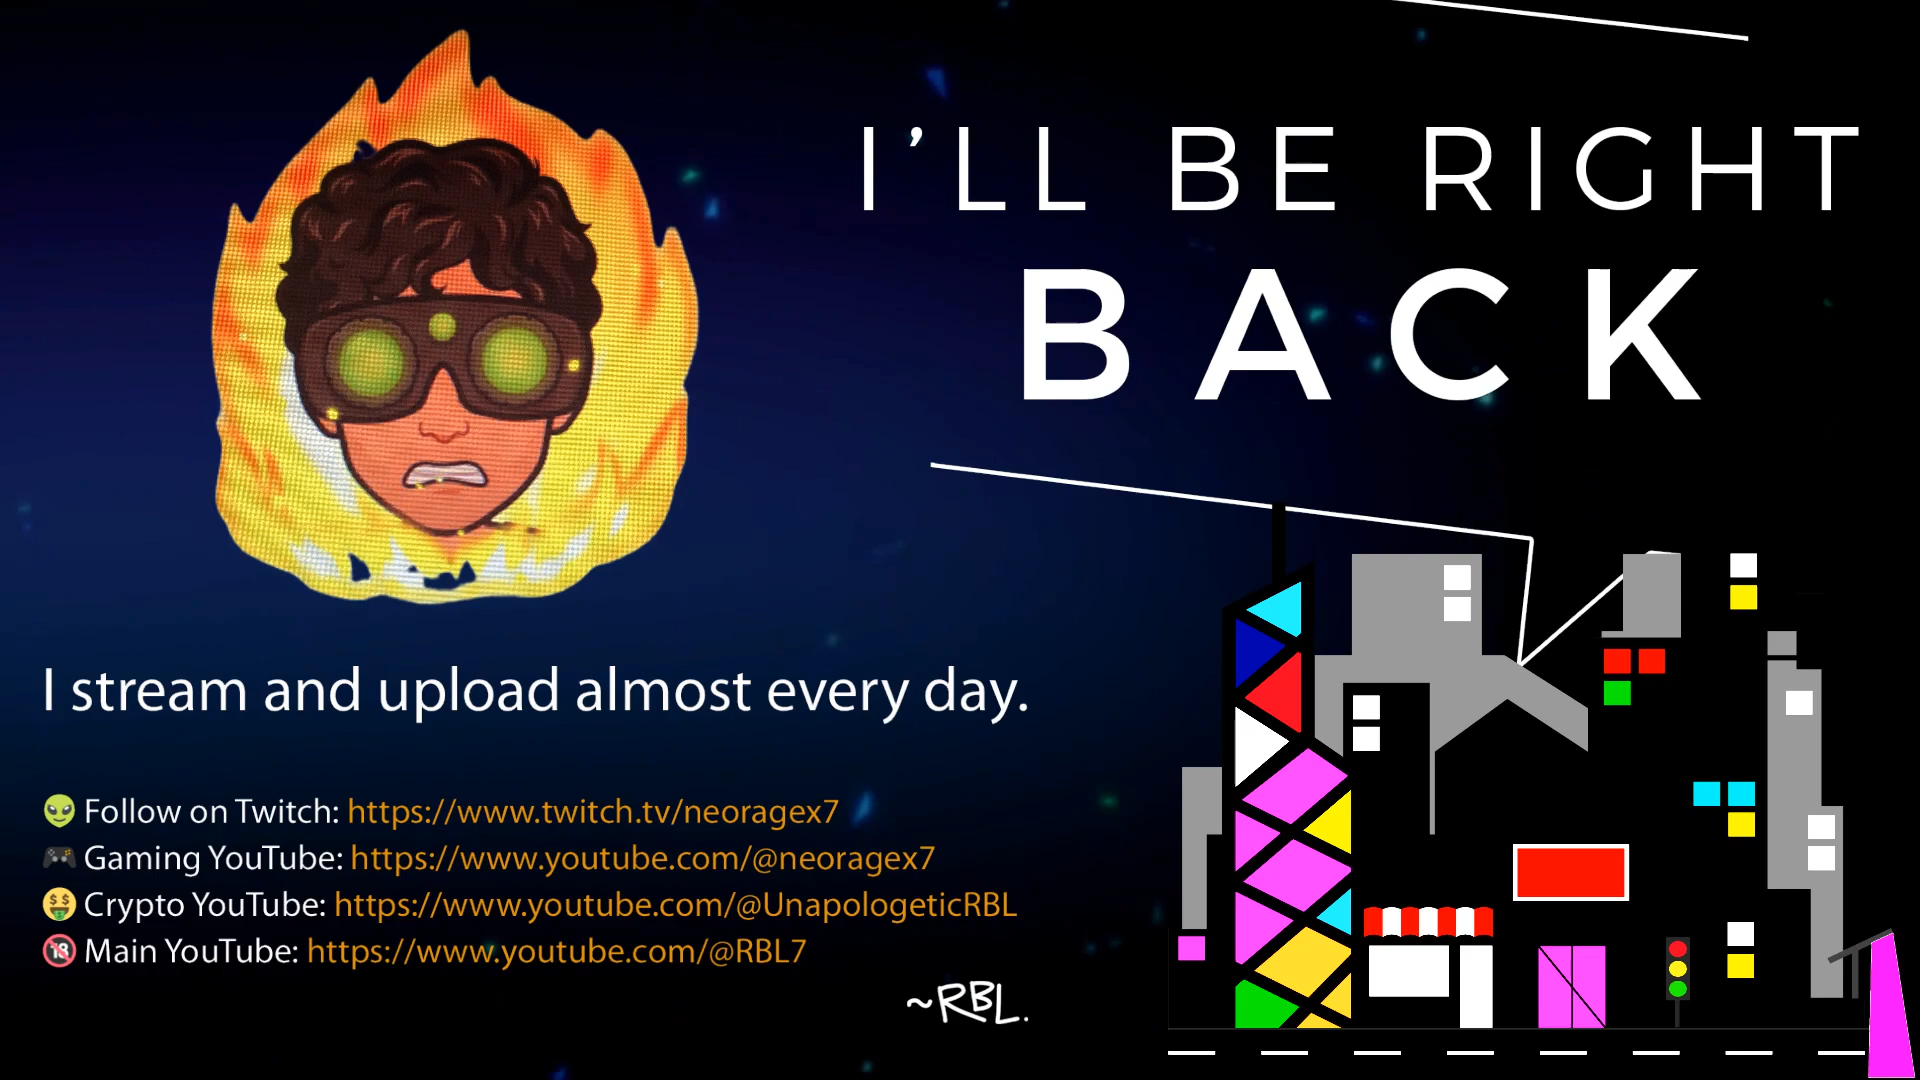 I’LL BE RIGHT
BACK
I stream and upload almost every day.
👽 Follow on Twitch: https://www.twitch.tv/neoragex7
🎮 Gaming YouTube: https://www.youtube.com/@neoragex7
🤑 Crypto YouTube: https://www.youtube.com/@UnapologeticRBL
🔞 Main YouTube: https://www.youtube.com/@RBL7
~RBL.